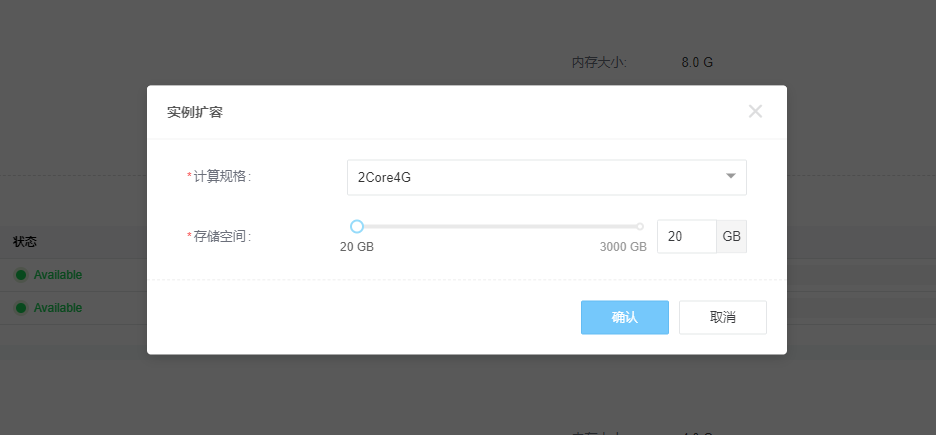 内存大小: 8.0 G
实例扩容
*计算规格: 2Core4G
*存储空间: 20 GB
20 GB 3000 GB
状态
Available
Available
确认 取消